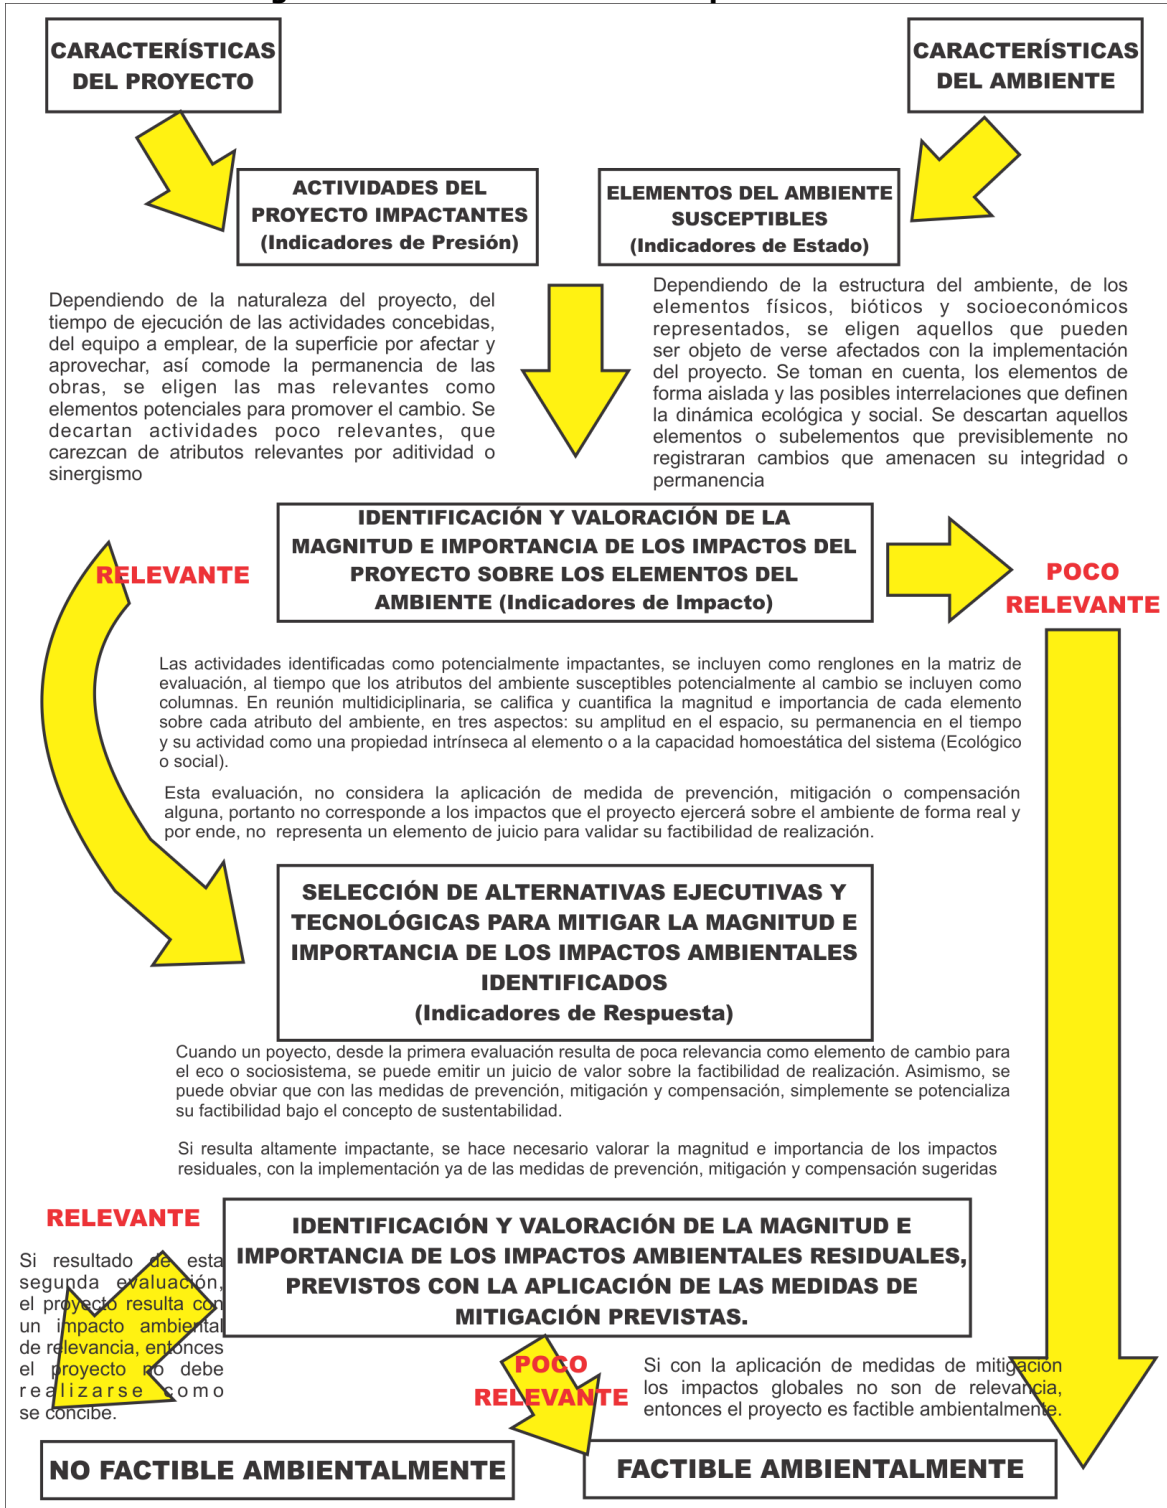 CARACTERÍSTICAS
DEL PROYECTO
CARACTERÍSTICAS
DEL AMBIENTE
ACTIVIDADES DEL
PROYECTO IMPACTANTES
(Indicadores de Presión)
ELEMENTOS DEL AMBIENTE
SUSCEPTIBLES
(Indicadores de Estado)
Dependiendo de la naturaleza del proyecto, del
tiempo de ejecución de las actividades concebidas,
del equipo a emplear, de la superficie por afectar y
aprovechar, así comode la permanencia de las
obras, se eligen las mas relevantes como
elementos potenciales para promover el cambio. Se
decartan actividades poco relevantes, que
carezcan de atributos relevantes por aditividad o
sinergismo
Dependiendo de la estructura del ambiente, de los
elementos físicos, bióticos y socioeconómicos
representados, se eligen aquellos que pueden
ser objeto de verse afectados con la implementación
del proyecto. Se toman en cuenta, los elementos de
forma aislada y las posibles interrelaciones que definen
la dinámica ecológica y social. Se descartan aquellos
elementos o subelementos que previsiblemente no
registraran cambios que amenacen su integridad o
permanencia
IDENTIFICACIÓN Y VALORACIÓN DE LA
MAGNITUD E IMPORTANCIA DE LOS IMPACTOS DEL
PROYECTO SOBRE LOS ELEMENTOS DEL
AMBIENTE (Indicadores de Impacto)
RELEVANTE
POCO
RELEVANTE
Las actividades identificadas como potencialmente impactantes, se incluyen como renglones en la matriz de
evaluación, al tiempo que los atributos del ambiente susceptibles potencialmente al cambio se incluyen como
columnas. En reunión multidiciplinaria, se califica y cuantifica la magnitud e importancia de cada elemento
sobre cada atributo del ambiente, en tres aspectos: su amplitud en el espacio, su permanencia en el tiempo
y su actividad como una propiedad intrínseca al elemento o a la capacidad homoestática del sistema (Ecológico
o social).
Esta evaluación, no considera la aplicación de medida de prevención, mitigación o compensación
alguna, portanto no corresponde a los impactos que el proyecto ejercerá sobre el ambiente de forma real y
por ende, no representa un elemento de juicio para validar su factibilidad de realización.
SELECCIÓN DE ALTERNATIVAS EJECUTIVAS Y
TECNOLÓGICAS PARA MITIGAR LA MAGNITUD E
IMPORTANCIA DE LOS IMPACTOS AMBIENTALES
IDENTIFICADOS
(Indicadores de Respuesta)
Cuando un poyecto, desde la primera evaluación resulta de poca relevancia como elemento de cambio para
el eco o sociosistema, se puede emitir un juicio de valor sobre la factibilidad de realización. Asimismo, se
puede obviar que con las medidas de prevención, mitigación y compensación, simplemente se potencializa
su factibilidad bajo el concepto de sustentabilidad.
Si resulta altamente impactante, se hace necesario valorar la magnitud e importancia de los impactos
residuales, con la implementación ya de las medidas de prevención, mitigación y compensación sugeridas
RELEVANTE
IDENTIFICACIÓN Y VALORACIÓN DE LA MAGNITUD E
IMPORTANCIA DE LOS IMPACTOS AMBIENTALES RESIDUALES,
PREVISTOS CON LA APLICACIÓN DE LAS MEDIDAS DE
MITIGACIÓN PREVISTAS.
Si resultado de esta
segunda evaluación,
el proyecto resulta con
un impacto ambiental
de relevancia, entonces
el proyecto no debe
realizarse como
se concibe.
POCO
RELEVANTE
Si con la aplicación de medidas de mitigación
los impactos globales no son de relevancia,
entonces el proyecto es factible ambientalmente.
NO FACTIBLE AMBIENTALMENTE
FACTIBLE AMBIENTALMENTE